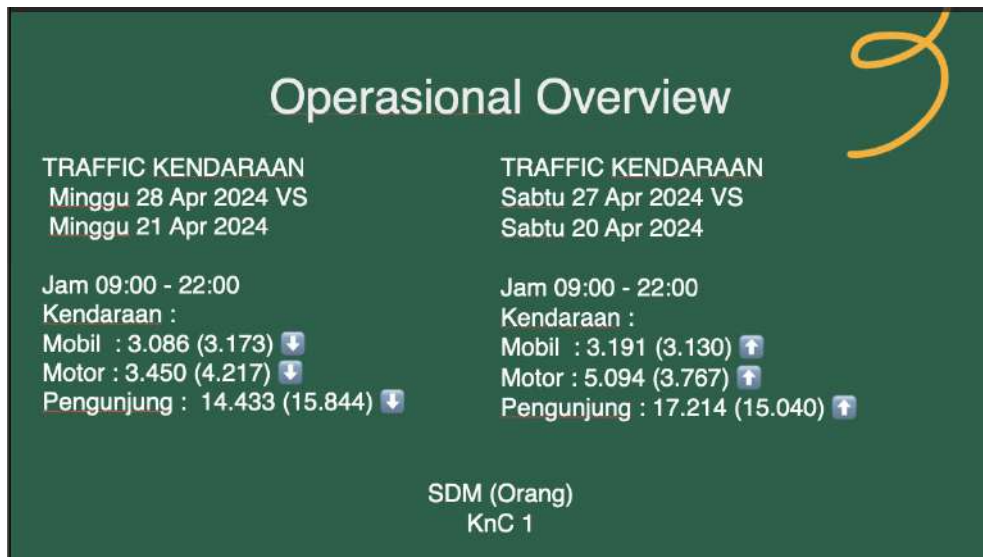 Operasional Overview
TRAFFIC KENDARAAN
Minggu 28 Apr 2024 VS
Minggu 21 Apr 2024
Jam 09:00 - 22:00
Kendaraan :
Mobil : 3.086 (3.173) ⬇️
Motor : 3.450 (4.217) ⬇️
Pengunjung : 14.433 (15.844) ⬇️
TRAFFIC KENDARAAN
Sabtu 27 Apr 2024 VS
Sabtu 20 Apr 2024
Jam 09:00 - 22:00
Kendaraan :
Mobil : 3.191 (3.130) ⬆️
Motor : 5.094 (3.767) ⬆️
Pengunjung : 17.214 (15.040) ⬆️
SDM (Orang)
KnC 1